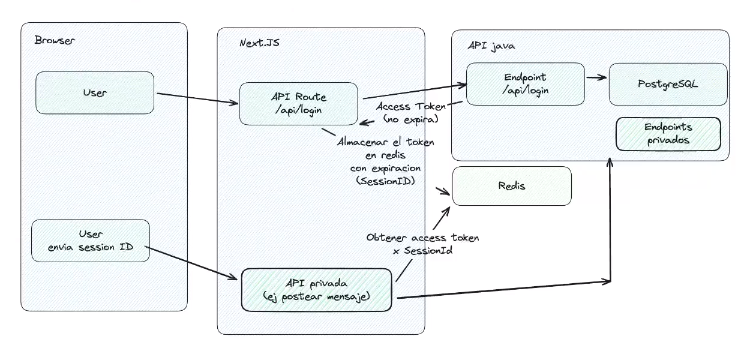 Browser
Next.JS
API java
User
API Route
/api/login
Endpoint
/api/login
PostgreSQL
Access Token
(no expira)
Endpoints
privados
Almacenar el token
en redis
con expiracion
(SessionID)
Redis
User
envia session ID
Obtener access token
x SessionId
API privada
(ej postear mensaje)